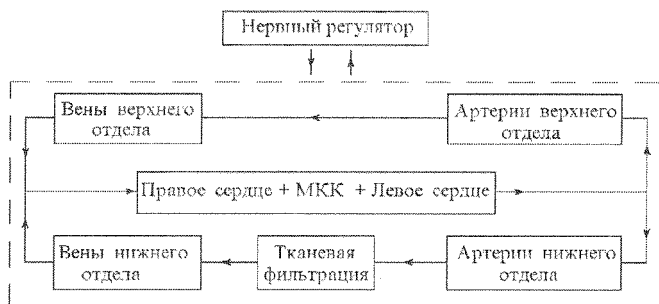 Нервный регулятор
Вены верхнего
отдела
Артерии верхнего
отдела
Правое сердце + МКК + Левое сердце
Вены нижнего
отдела
Тканевая
фильтрация
Артерии нижнего
отдела